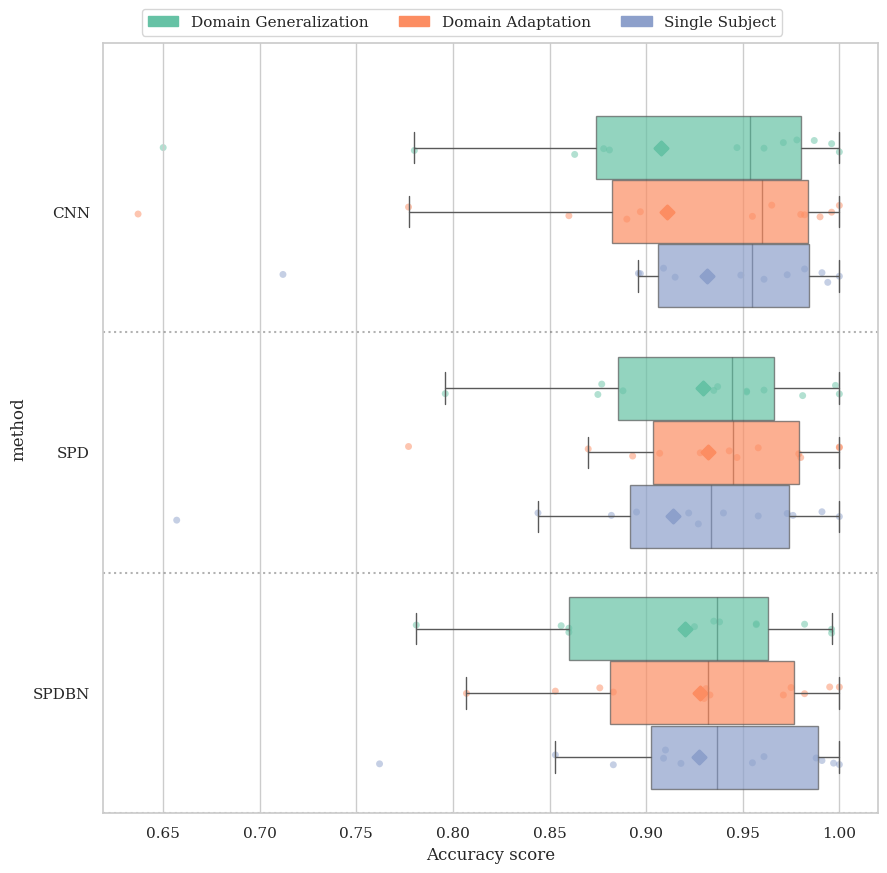 Domain Generalization Domain Adaptation Single Subject
CNN
SPD
SPDBN
method
0.65 0.70 0.75 0.80 0.85 0.90 0.95 1.00
Accuracy score